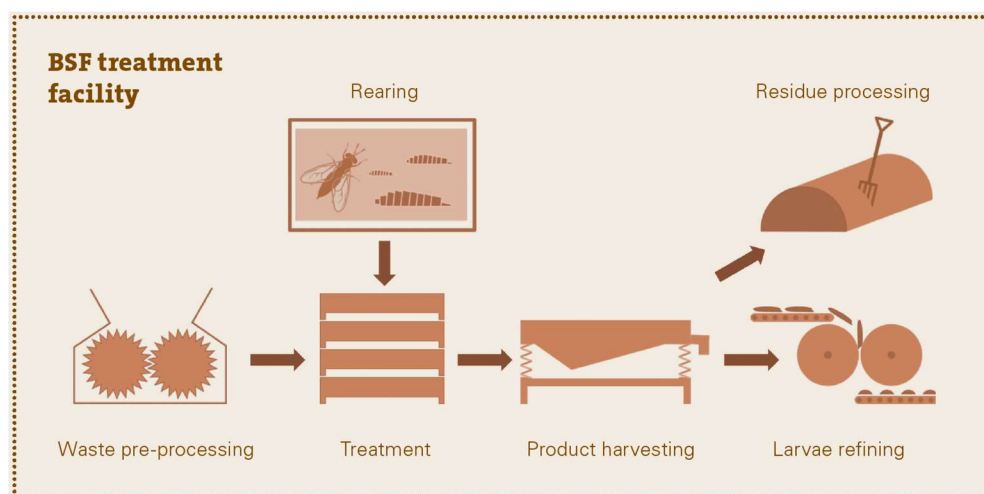 BSF treatment
facility
Rearing
Residue processing
Waste pre-processing
Treatment
Product harvesting
Larvae refining